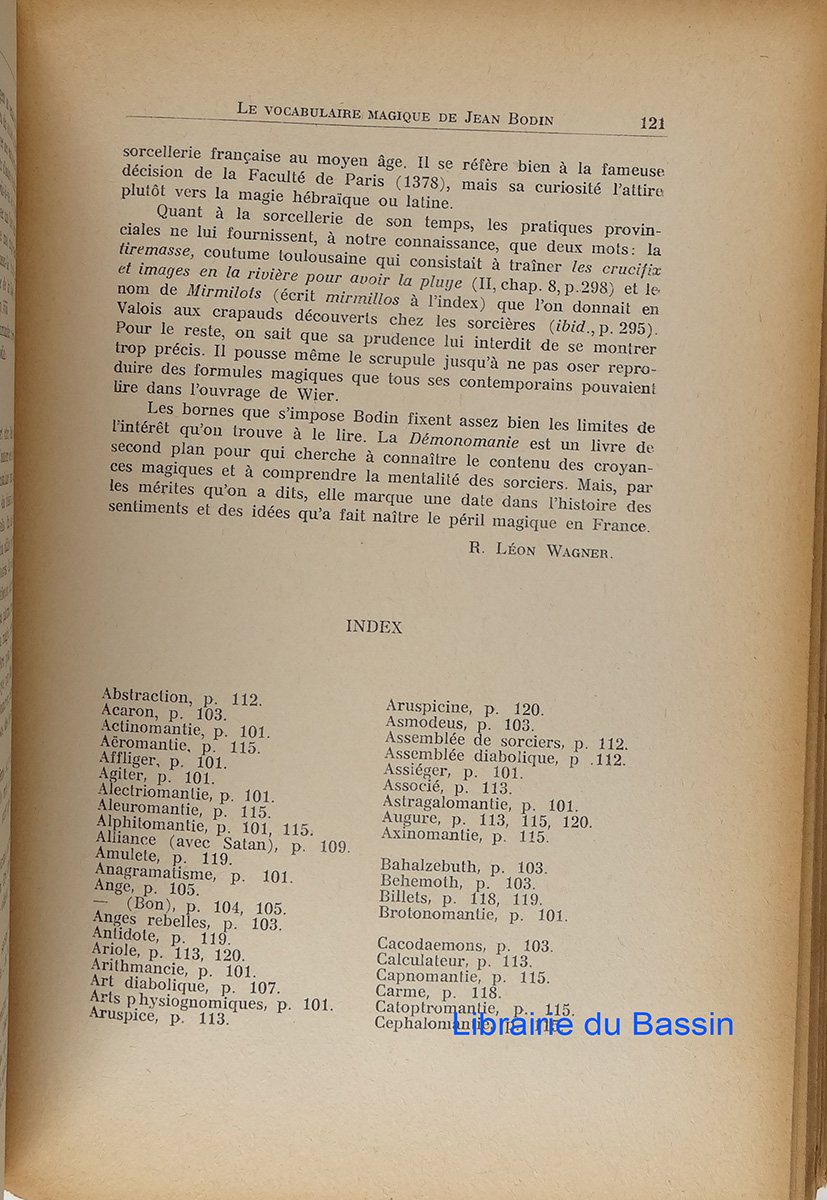 LE VOCABULAIRE MAGIQUE DE JEAN BODIN 121
sorcellerie française au moyen âge. Il se réfère bien à la fameuse
décision de la Faculté de Paris (1378), mais sa curiosité l'attire
plutôt vers la magie hébraïque ou latine.
Quant à la sorcellerie de son temps, les pratiques provin-
ciales ne lui fournissent, à notre connaissance, que deux mots: la
tiremasse, coutume toulousaine qui consistait à traîner les crucifix
et images en la rivière pour avoir la pluye (II, chap. 8, p.298) et le
nom de Mirmilots (écrit mirmillos à l'index) que l'on donnait en
Valois aux crapauds découverts chez les sorcières (ibid., p. 295).
Pour le reste, on sait que sa prudence lui interdit de se montrer
trop précis. Il pousse même le scrupule jusqu'à ne pas oser repro-
duire des formules magiques que tous ses contemporains pouvaient
lire dans l'ouvrage de Wier.
Les bornes que s'impose Bodin fixent assez bien les limites de
l'intérêt qu'on trouve à le lire. La Démonomanie est un livre de
second plan pour qui cherche à connaître le contenu des croyan-
ces magiques et à comprendre la mentalité des sorciers. Mais, par
les mérites qu'on a dits, elle marque une date dans l'histoire des
sentiments et des idées qu'a fait naître le péril magique en France.
R. LÉON WAGNER.
INDEX
Abstraction, p. 112.
Acaron, p. 103.
Actinomantie, p. 101.
Aëromantie, p. 115.
Affliger, p. 101.
Agiter, p. 101.
Alectriomantie, p. 101.
Aleuromantie, p. 115.
Alphitomantie, p. 101, 115.
Alliance (avec Satan), p. 109.
Amulete, p. 119.
Anagramatisme, p. 101.
Ange, p. 105.
— (Bon), p. 104, 105.
Anges rebelles, p. 103.
Antidote, p. 119.
Ariole, p. 113, 120.
Arithmancie, p. 101.
Art diabolique, p. 107.
Arts physiognomiques, p. 101.
Aruspice, p. 113.
Aruspicine, p. 120.
Asmodeus, p. 103.
Assemblée de sorciers, p. 112.
Assemblée diabolique, p .112.
Assiéger, p. 101.
Associé, p. 113.
Astragalomantie, p. 101.
Augure, p. 113, 115, 120.
Axinomantie, p. 115.
Bahalzebuth, p. 103.
Behemoth, p. 103.
Billets, p. 118, 119.
Brotonomantie, p. 101.
Cacodaemons, p. 103.
Calculateur, p. 113.
Capnomantie, p. 115.
Carme, p. 118.
Catoptromantie, p.. 115.
Cephalomantie, p. 115.
Librairie du Bassin